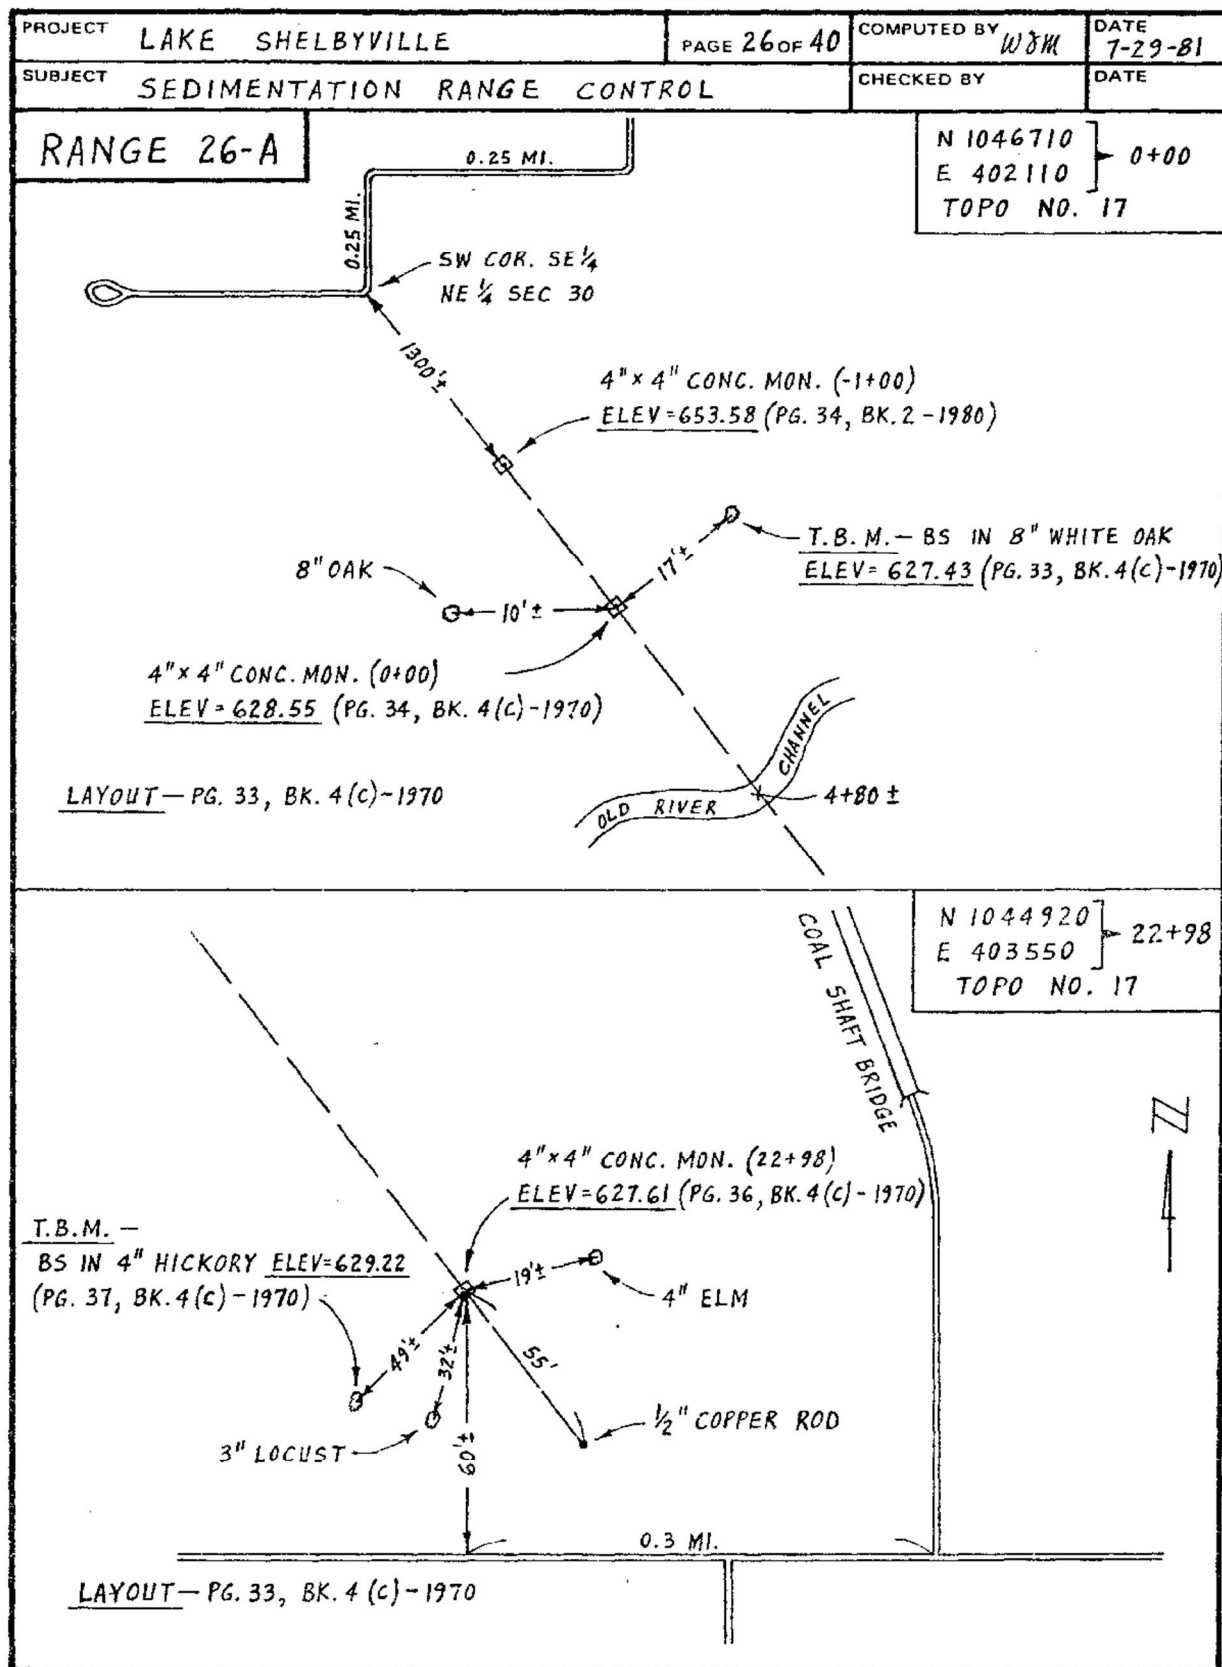 PROJECT LAKE SHELBYVILLE
PAGE 26 OF 40
COMPUTED BY WJM
DATE 7-29-81
SUBJECT SEDIMENTATION RANGE CONTROL
CHECKED BY
DATE
RANGE 26-A
N 1046710
E 402110
0+00
TOPO NO. 17
0.25 MI.
0.25 MI.
SW COR. SE ¼
NE ¼ SEC 30
1300'±
4" x 4" CONC. MON. (-1+00)
ELEV=653.58 (PG. 34, BK. 2-1980)
T.B.M.— BS IN 8" WHITE OAK
ELEV= 627.43 (PG. 33, BK. 4(C)-1970)
17'±
8" OAK
10'±
4" x 4" CONC. MON. (0+00)
ELEV= 628.55 (PG. 34, BK. 4(C)-1970)
OLD RIVER CHANNEL
4+80 ±
LAYOUT— PG. 33, BK. 4(C)-1970
N 1044920
E 403550
22+98
TOPO NO. 17
COAL SHAFT BRIDGE
N
4" x 4" CONC. MON. (22+98)
ELEV=627.61 (PG. 36, BK. 4(C)-1970)
T.B.M. —
BS IN 4" HICKORY ELEV=629.22
(PG. 37, BK. 4(C)-1970)
19'±
4" ELM
49'±
32'±
55'
½" COPPER ROD
3" LOCUST
60'±
0.3 MI.
LAYOUT— PG. 33, BK. 4(C)-1970